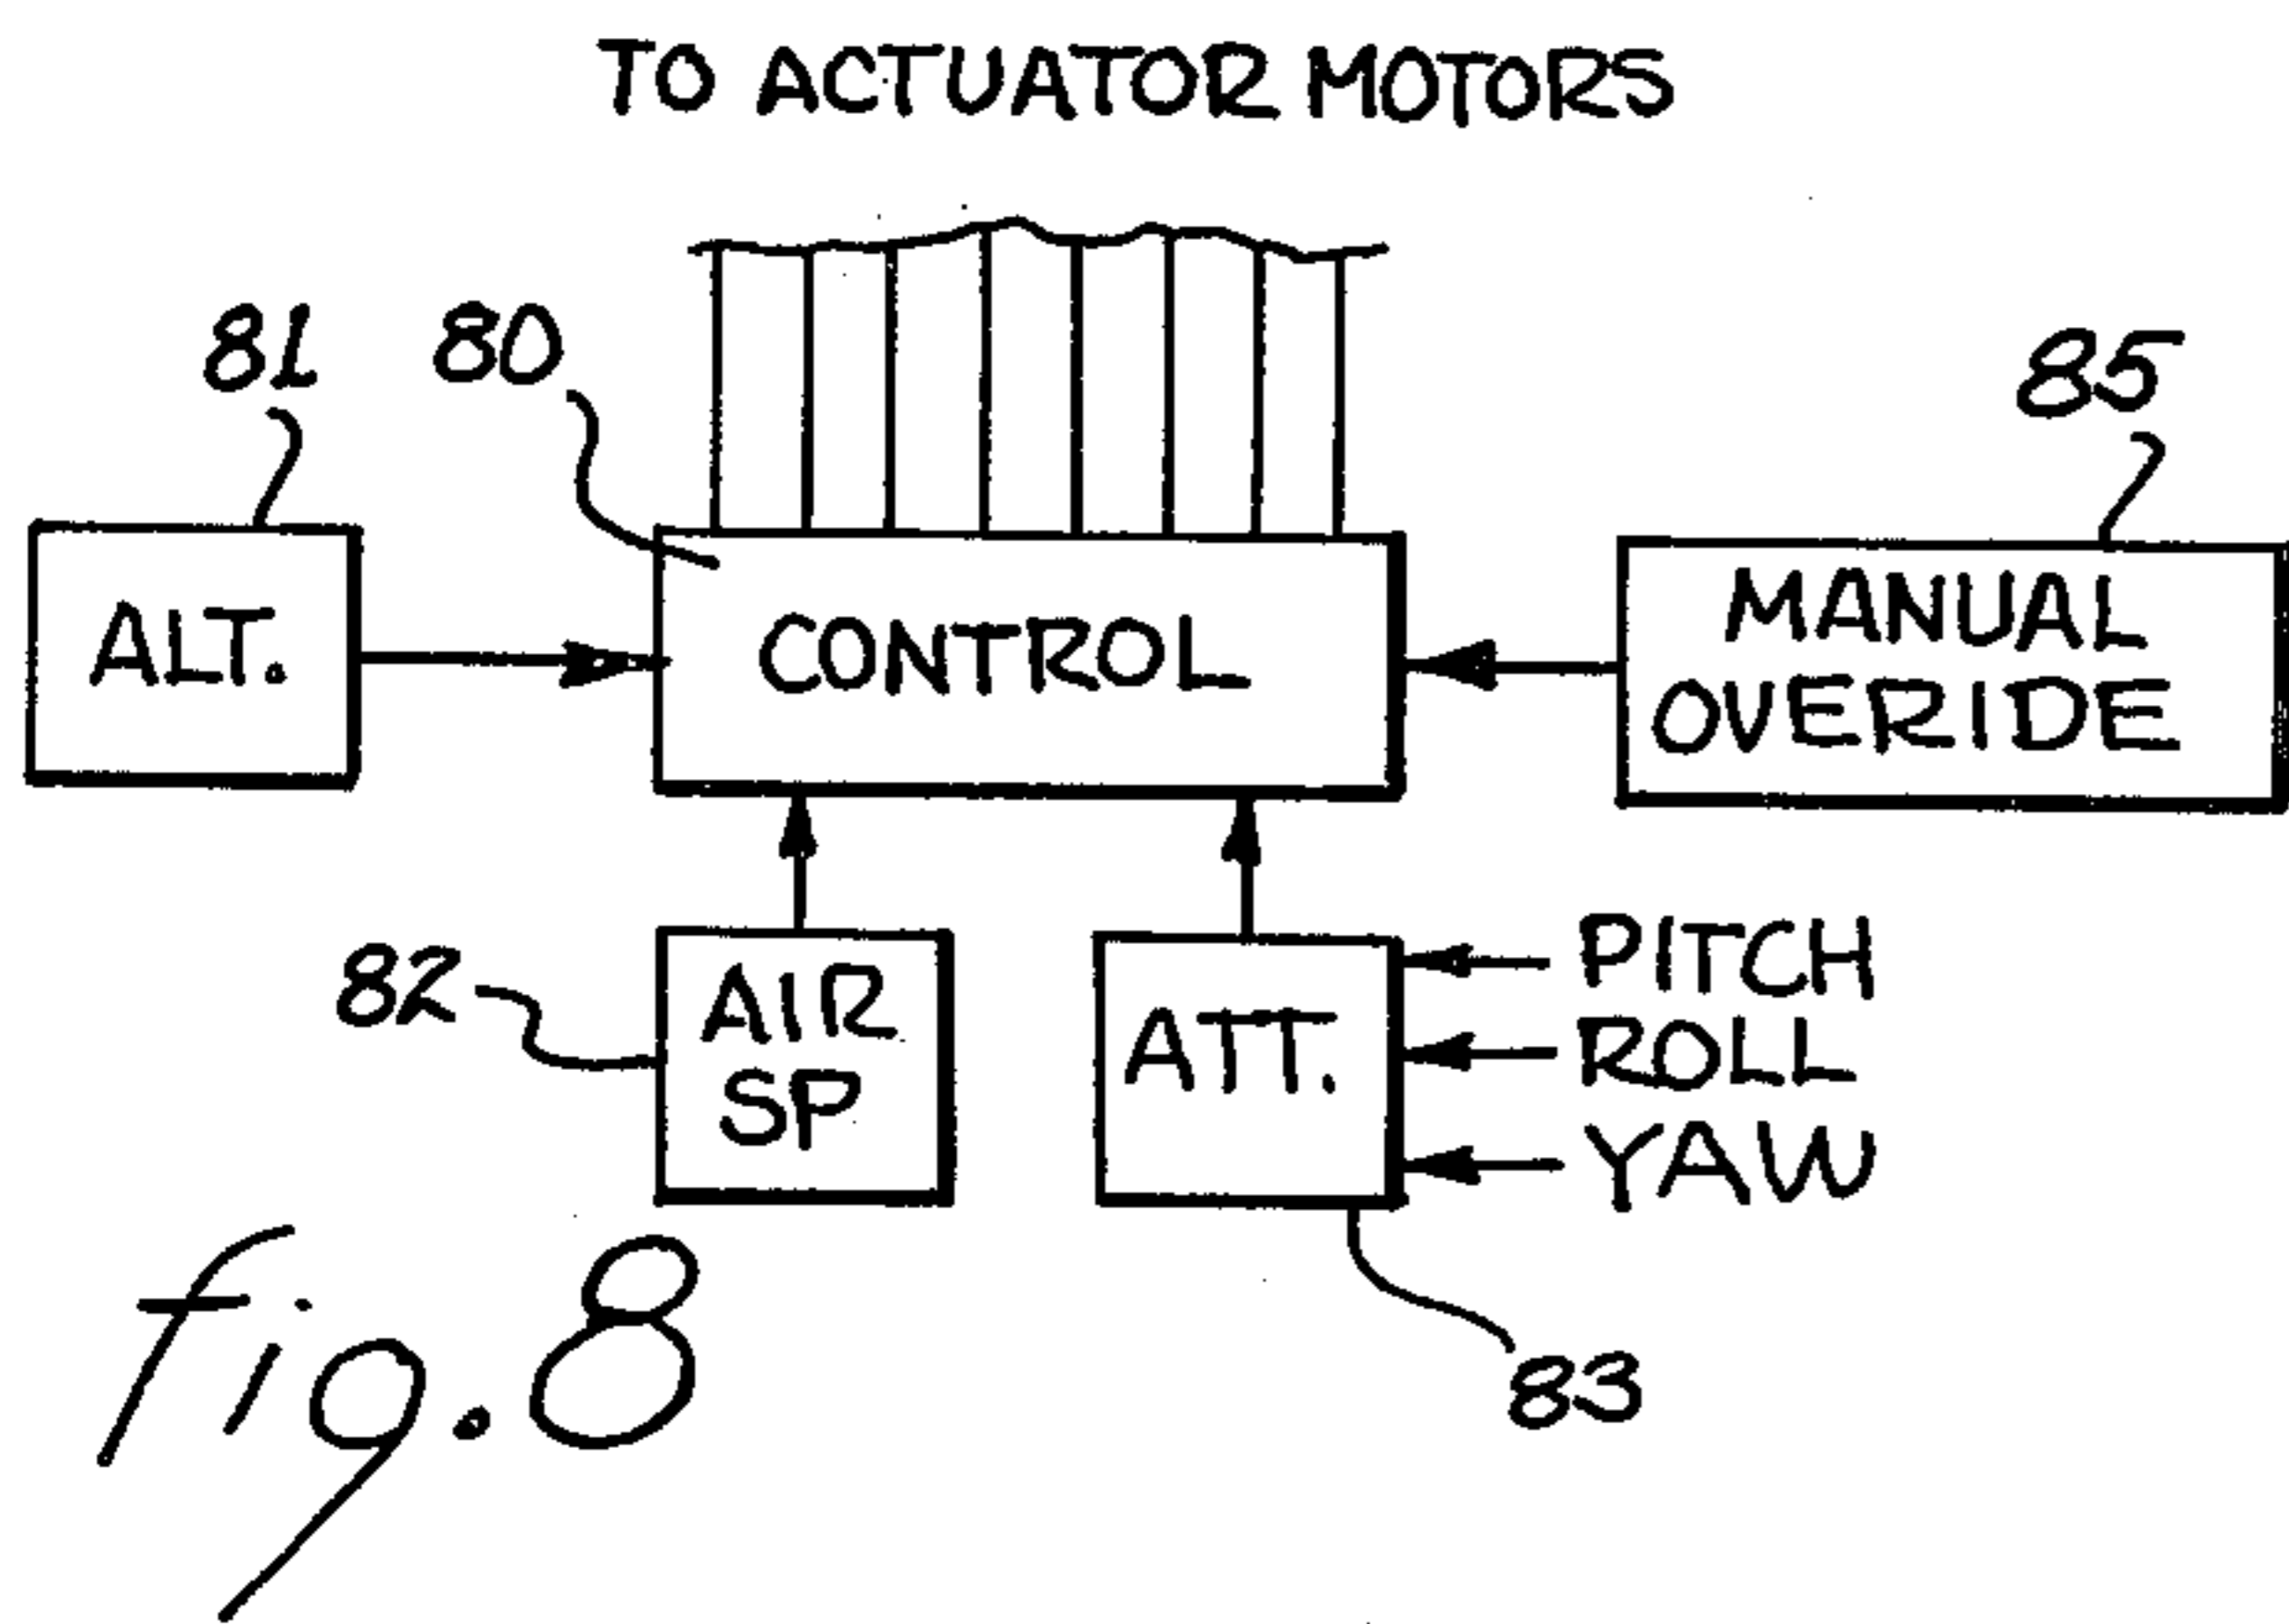 TO ACTUATOR MOTORS
81
80
85
ALT.
CONTROL
MANUAL
OVERIDE
82
AIR
SP
ATT.
PITCH
ROLL
YAW
83
Fig. 8